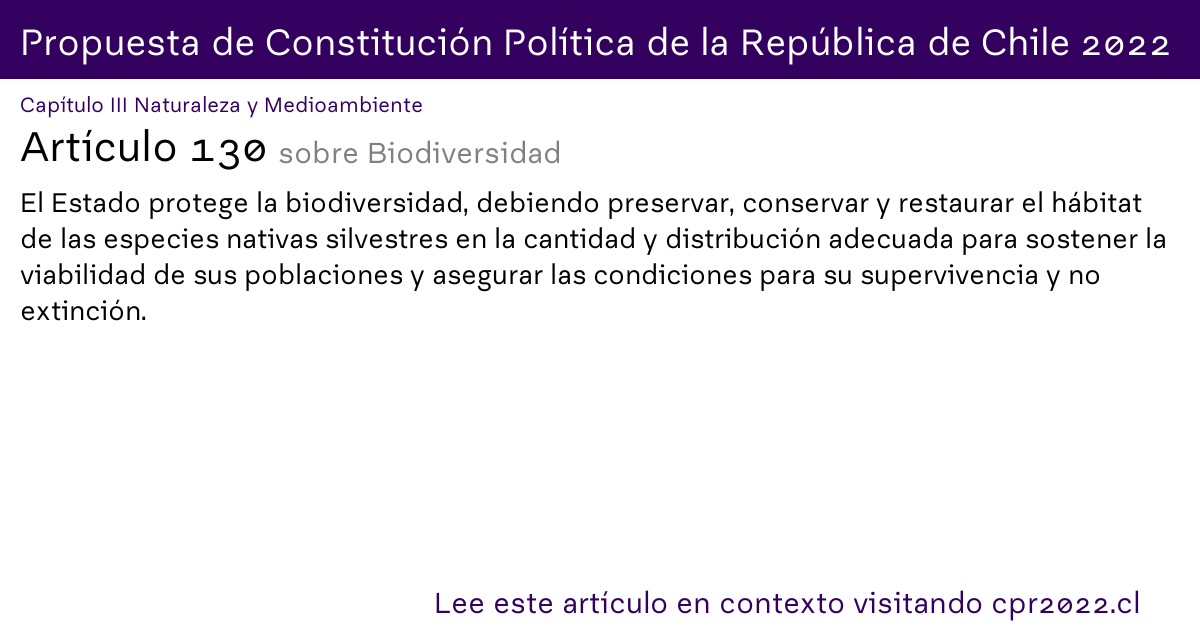 Propuesta de Constitución Política de la República de Chile 2022
Capítulo III Naturaleza y Medioambiente
Artículo 130 sobre Biodiversidad
El Estado protege la biodiversidad, debiendo preservar, conservar y restaurar el hábitat
de las especies nativas silvestres en la cantidad y distribución adecuada para sostener la
viabilidad de sus poblaciones y asegurar las condiciones para su supervivencia y no
extinción.
Lee este artículo en contexto visitando cpr2022.cl